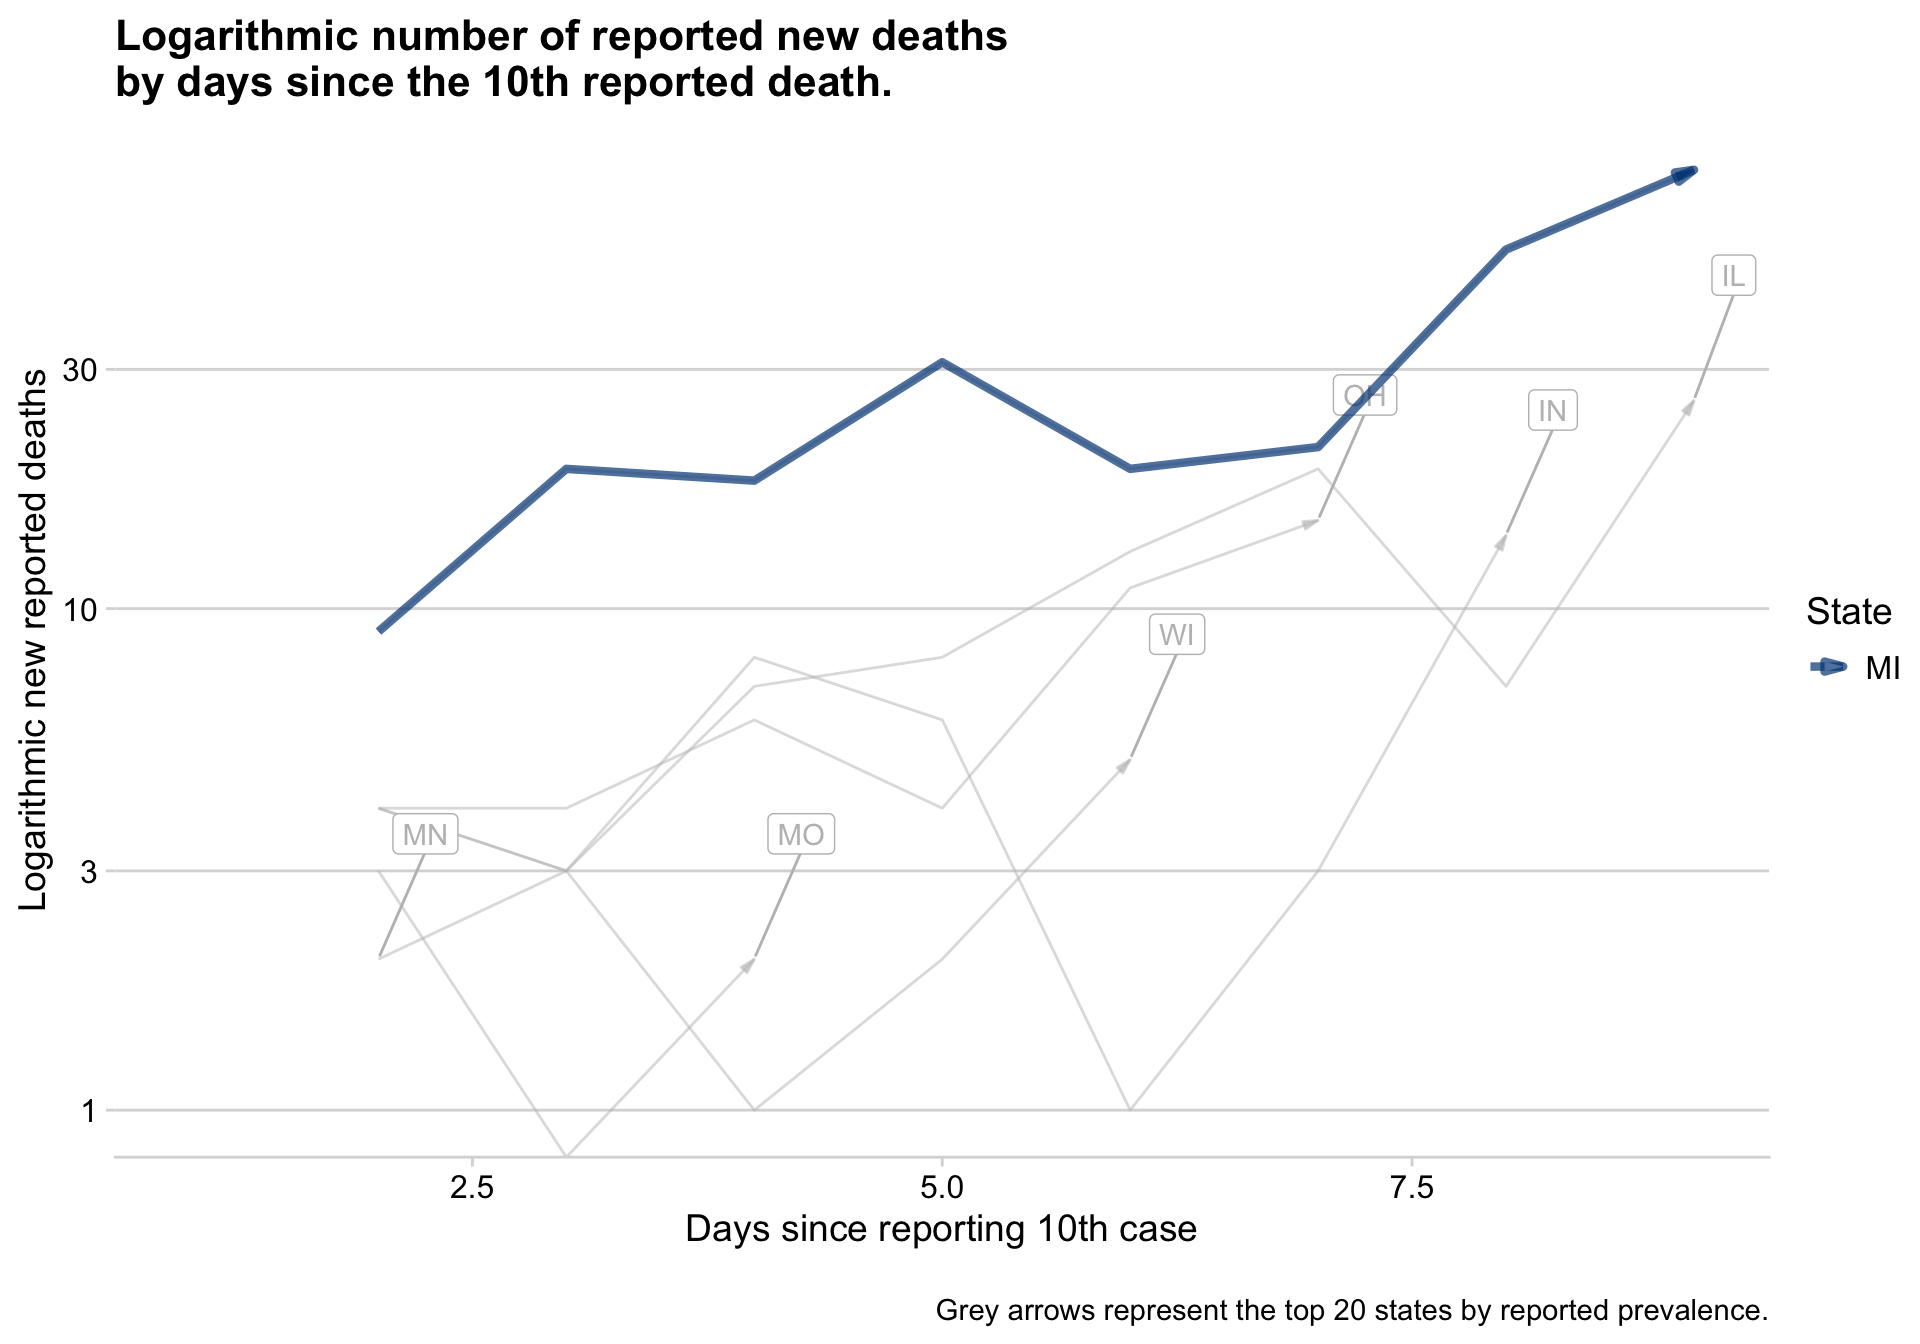 Logarithmic number of reported new deaths
by days since the 10th reported death.
Logarithmic new reported deaths
30
10
3
1
IL
OH
IN
WI
MN
MO
State
MI
2.5
5.0
7.5
Days since reporting 10th case
Grey arrows represent the top 20 states by reported prevalence.